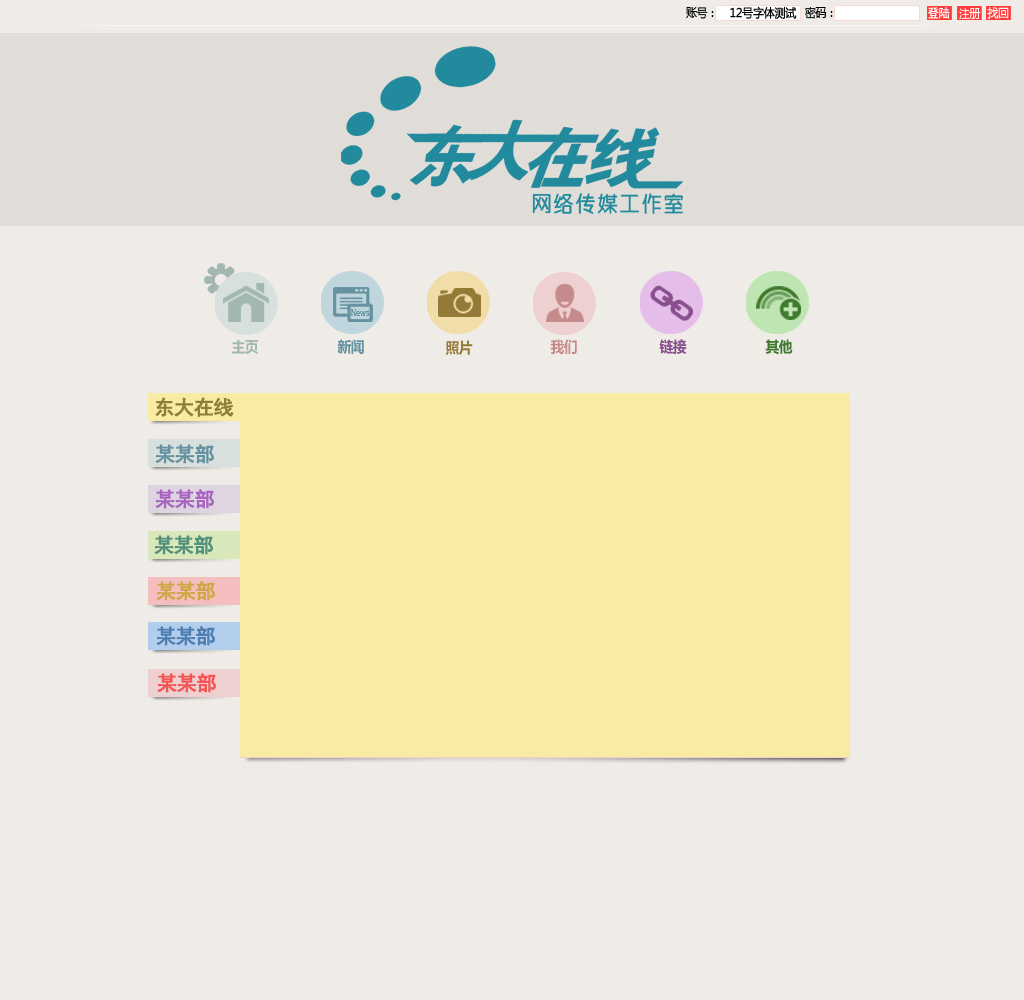 账号： 12号字体测试 密码： 登陆 注册 找回
东大在线
网络传媒工作室
News
主页 新闻 照片 我们 链接 其他
东大在线
某某部
某某部
某某部
某某部
某某部
某某部